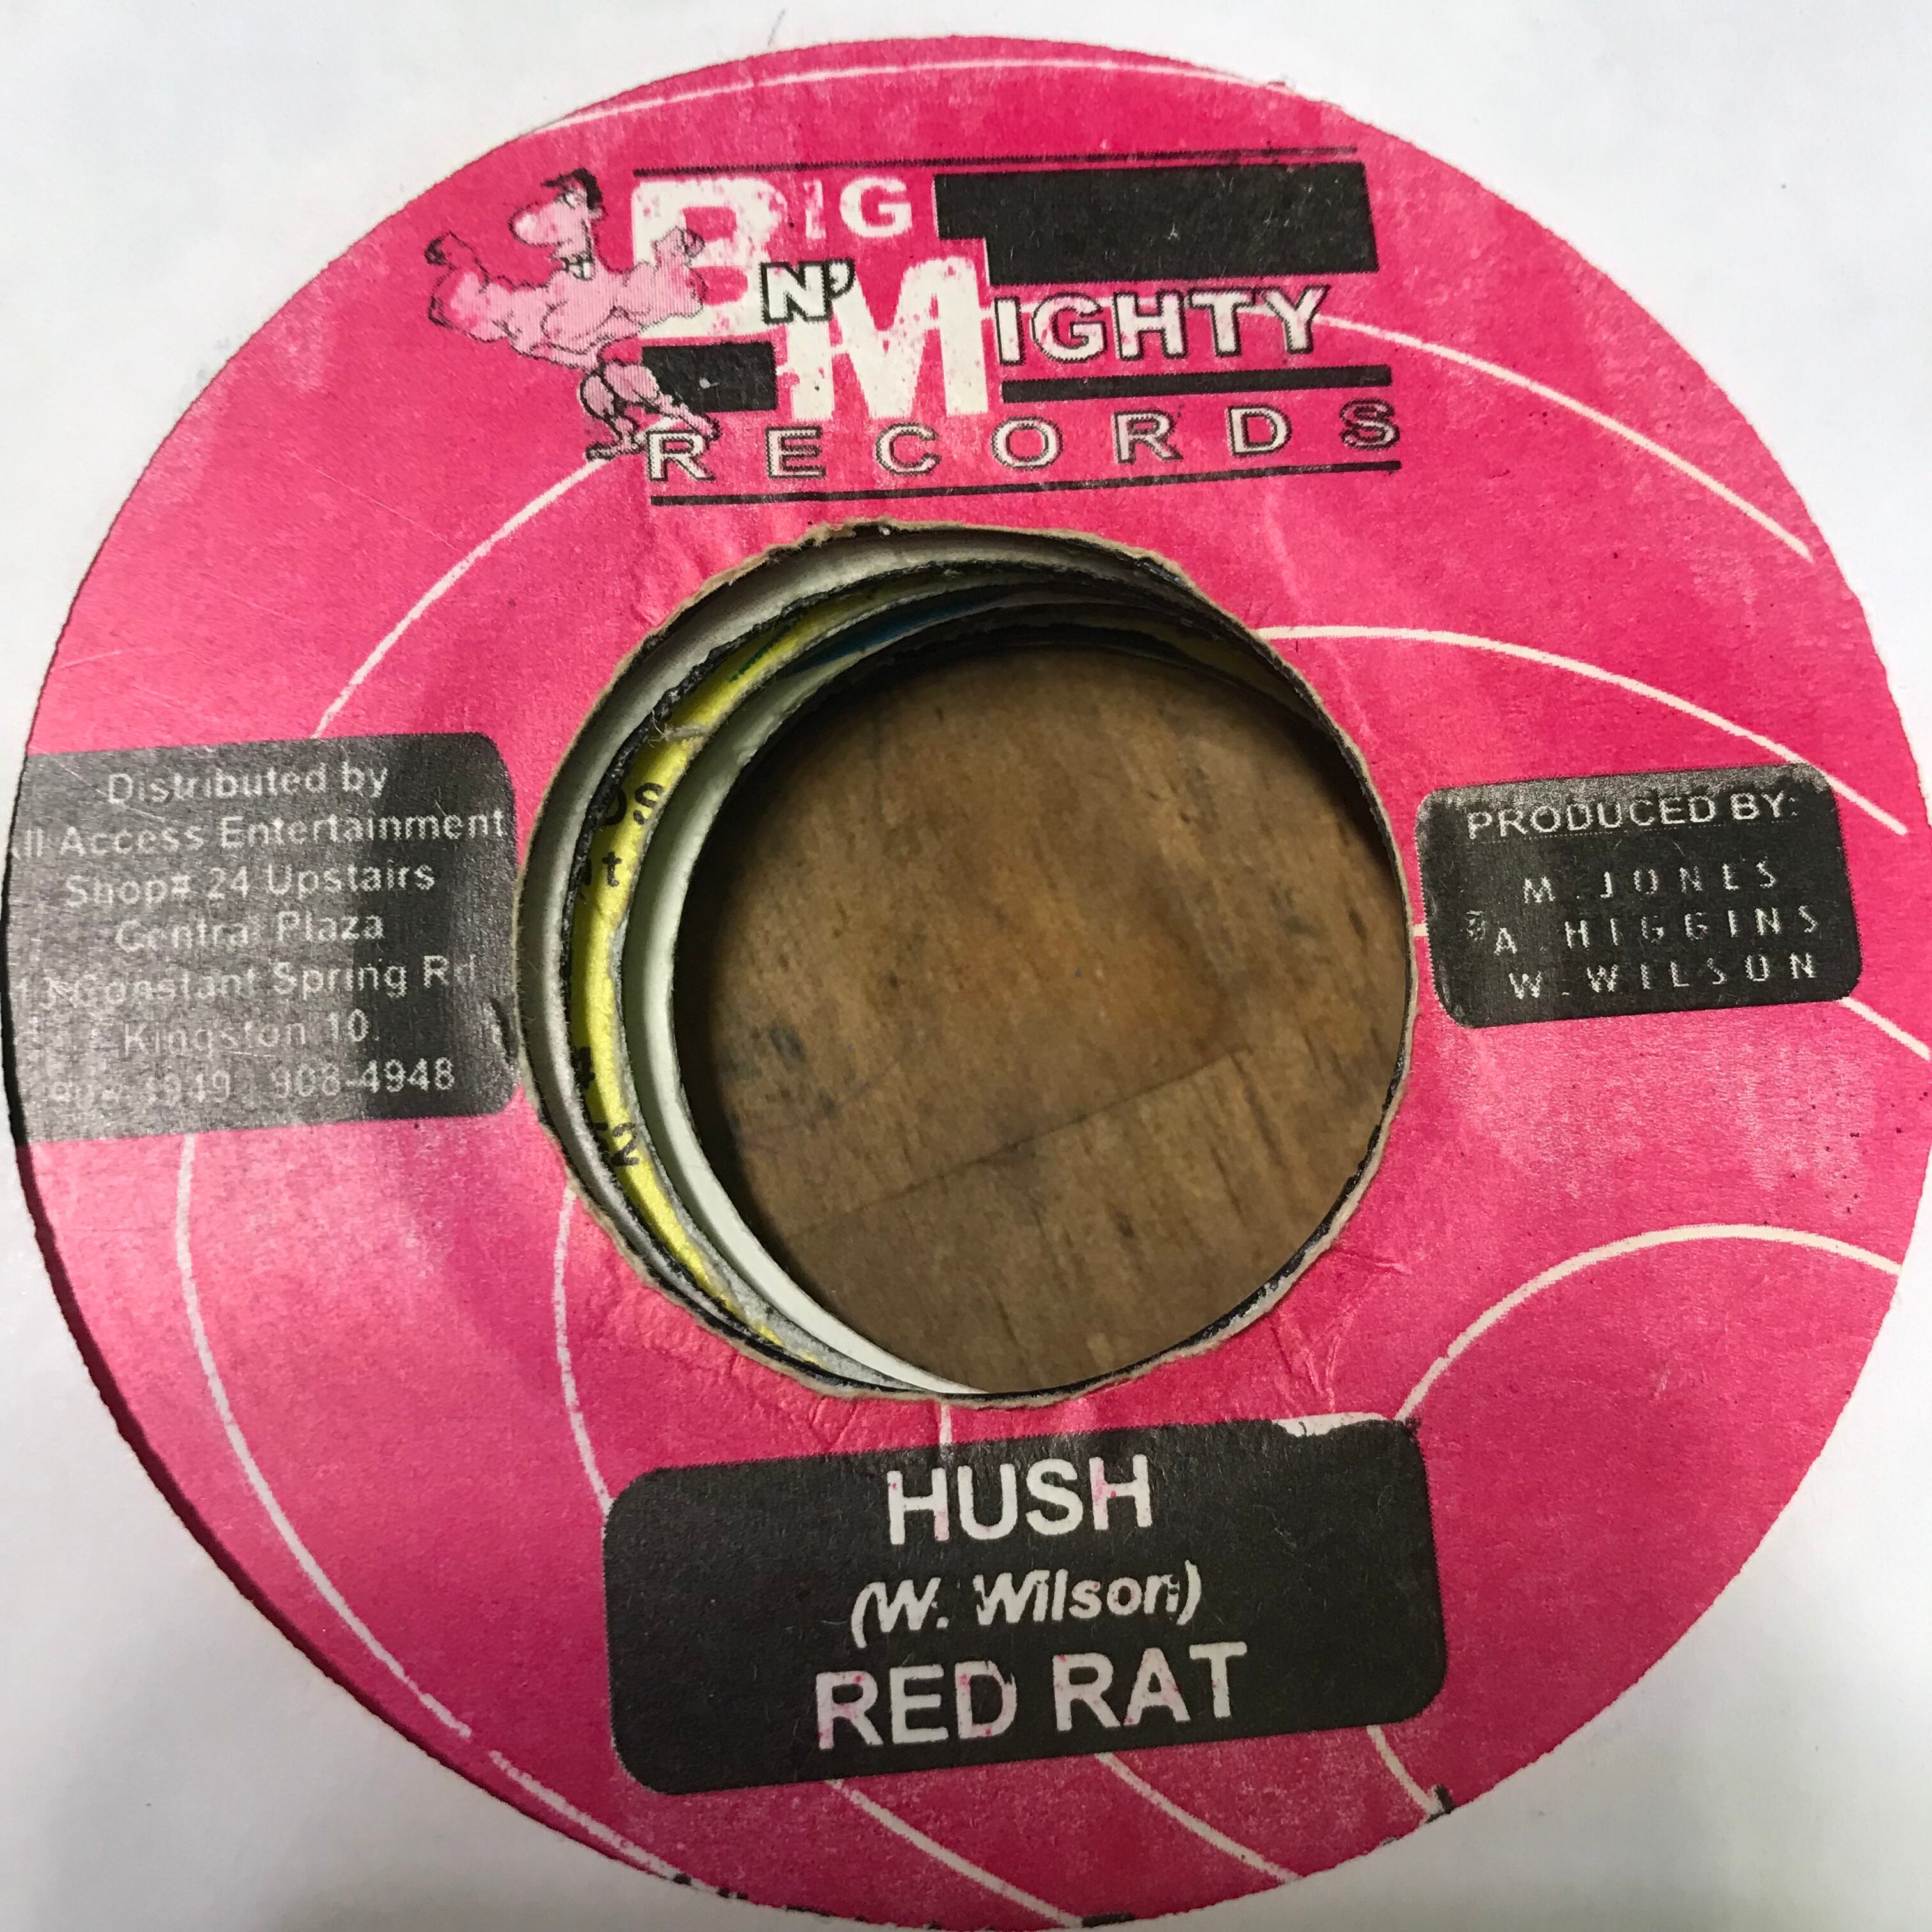 BIG
N'
MIGHTY
RECORDS
Distributed by
ll Access Entertainment
Shop# 24 Upstairs
Central Plaza
Constant Spring Rd
Kingston 10.
908-4948
PRODUCED BY:
M. JONES
A. HIGGINS
W. WILSON
HUSH
(W. Wilson)
RED RAT